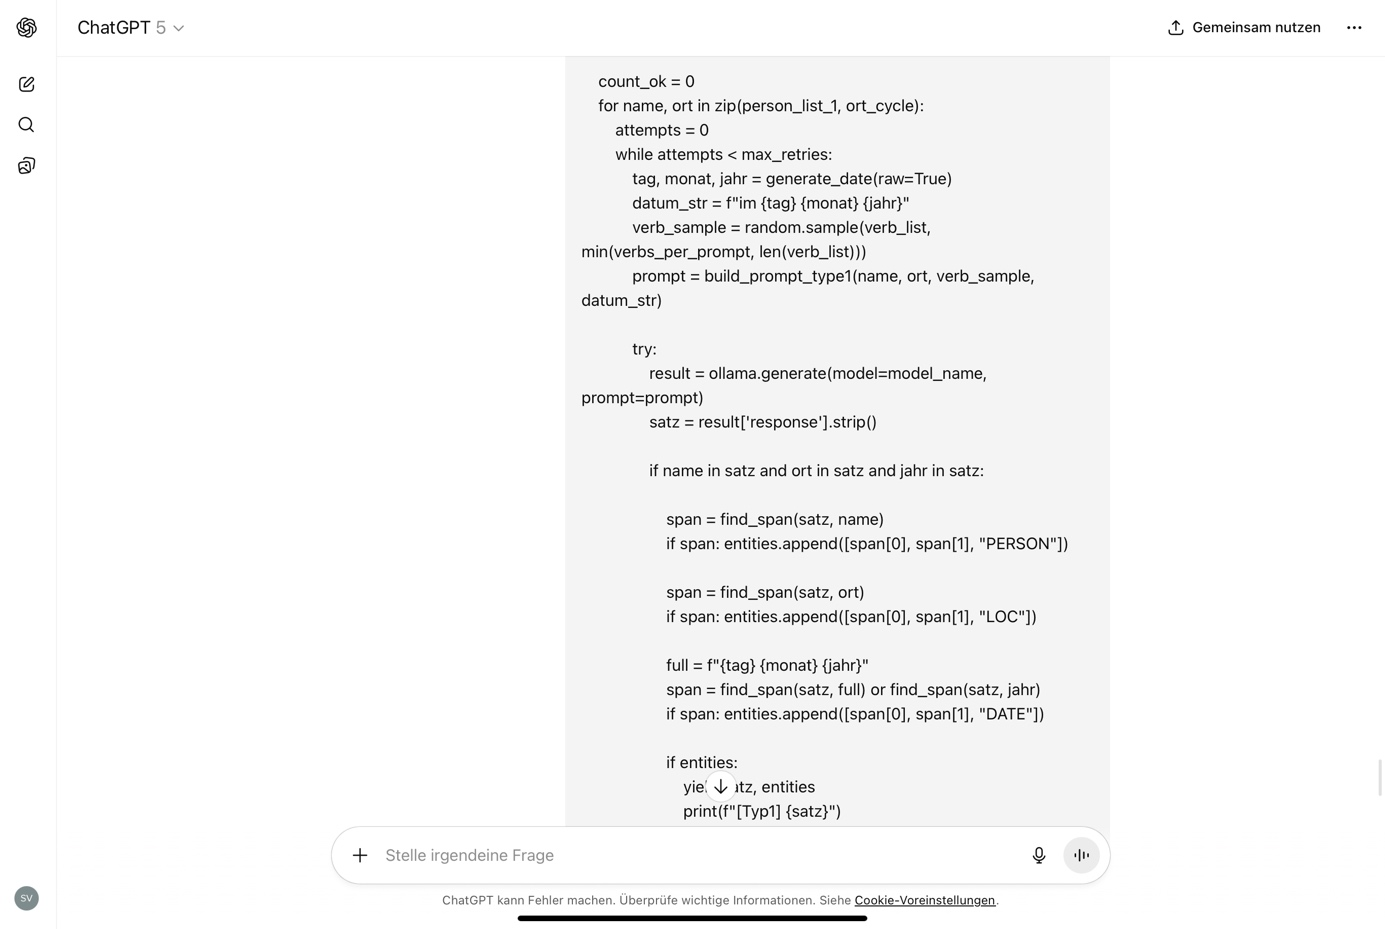 ChatGPT 5
Gemeinsam nutzen
count_ok = 0
for name, ort in zip(person_list_1, ort_cycle):
attempts = 0
while attempts < max_retries:
tag, monat, jahr = generate_date(raw=True)
datum_str = f"im {tag} {monat} {jahr}"
verb_sample = random.sample(verb_list,
min(verbs_per_prompt, len(verb_list)))
prompt = build_prompt_type1(name, ort, verb_sample,
datum_str)
try:
result = ollama.generate(model=model_name,
prompt=prompt)
satz = result['response'].strip()
if name in satz and ort in satz and jahr in satz:
span = find_span(satz, name)
if span: entities.append([span[0], span[1], "PERSON"])
span = find_span(satz, ort)
if span: entities.append([span[0], span[1], "LOC"])
full = f"{tag} {monat} {jahr}"
span = find_span(satz, full) or find_span(satz, jahr)
if span: entities.append([span[0], span[1], "DATE"])
if entities:
entities
print(f"[Typ1] {satz}")
Stelle irgendeine Frage
SV
ChatGPT kann Fehler machen. Überprüfe wichtige Informationen. Siehe Cookie-Voreinstellungen.